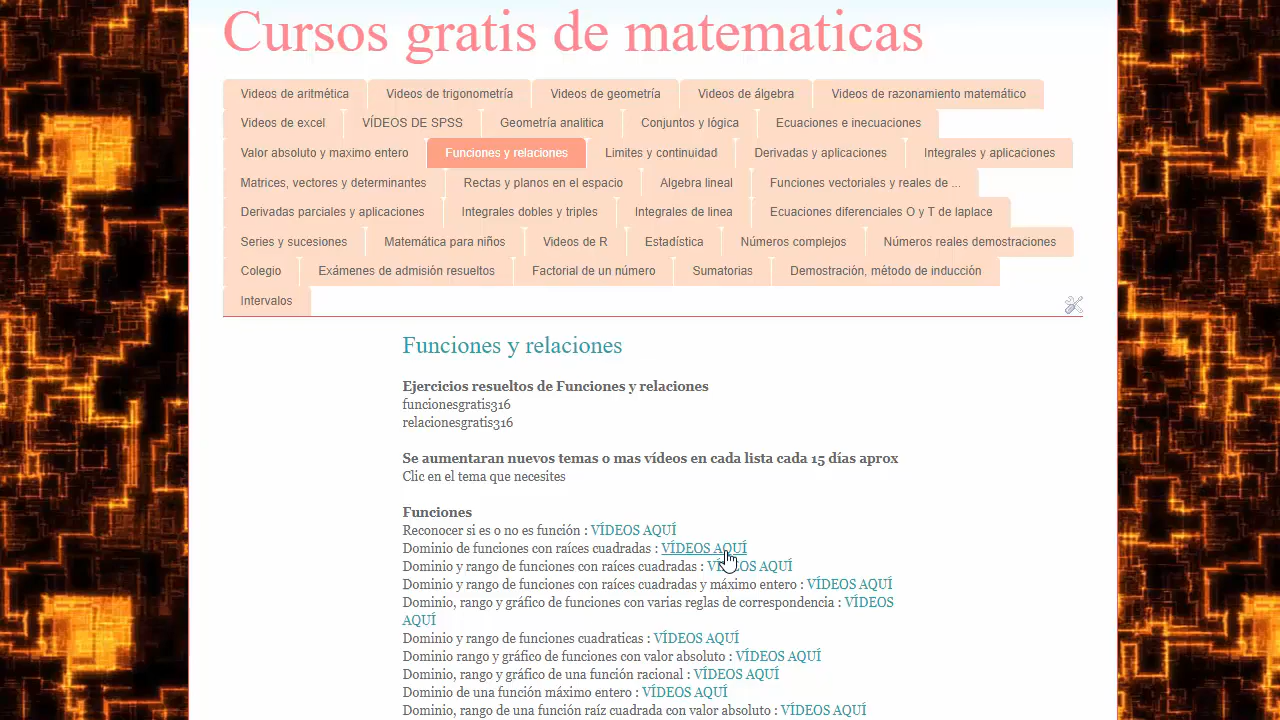 Cursos gratis de matematicas
Videos de aritmética Videos de trigonometría Videos de geometría Videos de álgebra Videos de razonamiento matemático
Videos de excel VÍDEOS DE SPSS Geometría analitica Conjuntos y lógica Ecuaciones e inecuaciones
Valor absoluto y maximo entero Funciones y relaciones Limites y continuidad Derivadas y aplicaciones Integrales y aplicaciones
Matrices, vectores y determinantes Rectas y planos en el espacio Algebra lineal Funciones vectoriales y reales de ...
Derivadas parciales y aplicaciones Integrales dobles y triples Integrales de linea Ecuaciones diferenciales O y T de laplace
Series y sucesiones Matemática para niños Videos de R Estadística Números complejos Números reales demostraciones
Colegio Exámenes de admisión resueltos Factorial de un número Sumatorias Demostración, método de inducción
Intervalos
Funciones y relaciones
Ejercicios resueltos de Funciones y relaciones
funcionesgratis316
relacionesgratis316
Se aumentaran nuevos temas o mas vídeos en cada lista cada 15 días aprox
Clic en el tema que necesites
Funciones
Reconocer si es o no es función : VÍDEOS AQUÍ
Dominio de funciones con raíces cuadradas : VÍDEOS AQUÍ
Dominio y rango de funciones con raíces cuadradas : VÍDEOS AQUÍ
Dominio y rango de funciones con raíces cuadradas y máximo entero : VÍDEOS AQUÍ
Dominio, rango y gráfico de funciones con varias reglas de correspondencia : VÍDEOS
AQUÍ
Dominio y rango de funciones cuadraticas : VÍDEOS AQUÍ
Dominio rango y gráfico de funciones con valor absoluto : VÍDEOS AQUÍ
Dominio, rango y gráfico de una función racional : VÍDEOS AQUÍ
Dominio de una función máximo entero : VÍDEOS AQUÍ
Dominio, rango de una función raíz cuadrada con valor absoluto : VÍDEOS AQUÍ